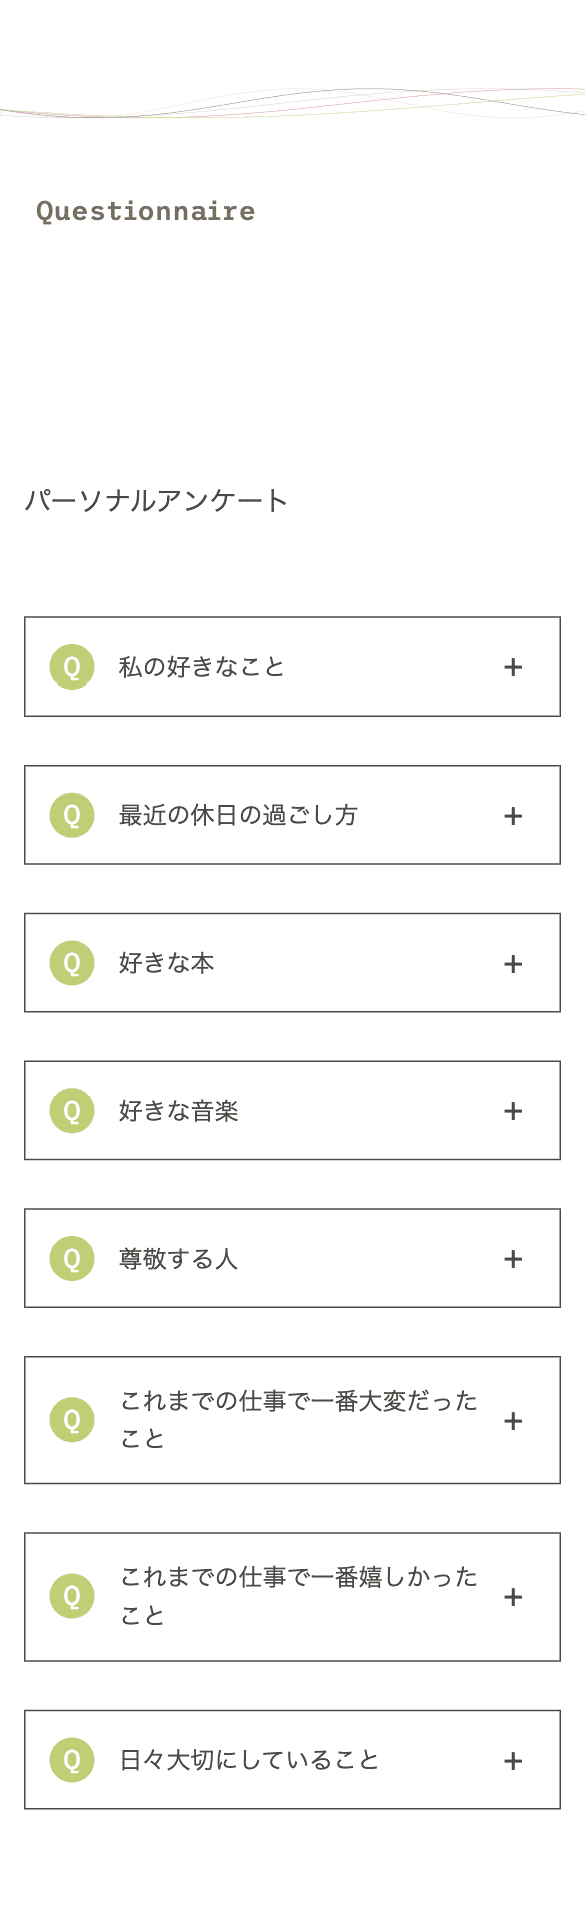 Questionnaire
パーソナルアンケート
Q 私の好きなこと +
Q 最近の休日の過ごし方 +
Q 好きな本 +
Q 好きな音楽 +
Q 尊敬する人 +
Q これまでの仕事で一番大変だった +
こと
Q これまでの仕事で一番嬉しかった +
こと
Q 日々大切にしていること +